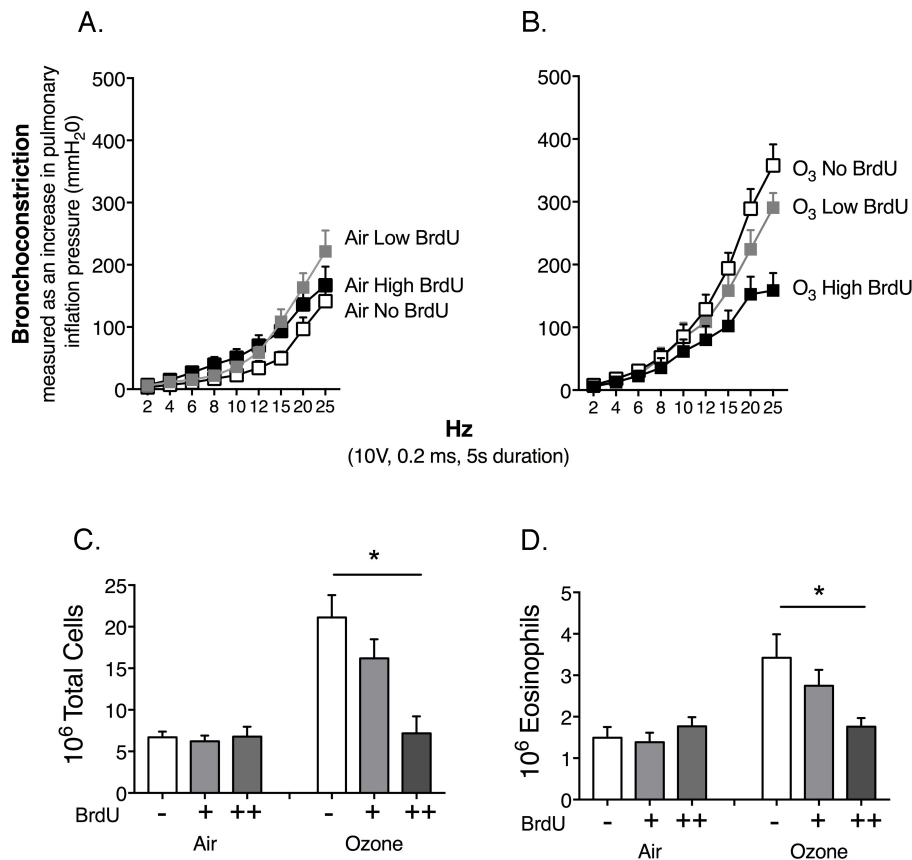 A.
Bronchoconstriction
measured as an increase in pulmonary
inflation pressure (mmH20)
500
400
300
200
100
0
Air Low BrdU
Air High BrdU
Air No BrdU
2 4 6 8 10 12 15 20 25
B.
500
400
300
200
100
0
O3 No BrdU
O3 Low BrdU
O3 High BrdU
2 4 6 8 10 12 15 20 25
Hz
(10V, 0.2 ms, 5s duration)
C.
10^6 Total Cells
25
20
15
10
5
0
*
BrdU - + ++ - + ++
Air Ozone
D.
10^6 Eosinophils
5
4
3
2
1
0
*
BrdU - + ++ - + ++
Air Ozone